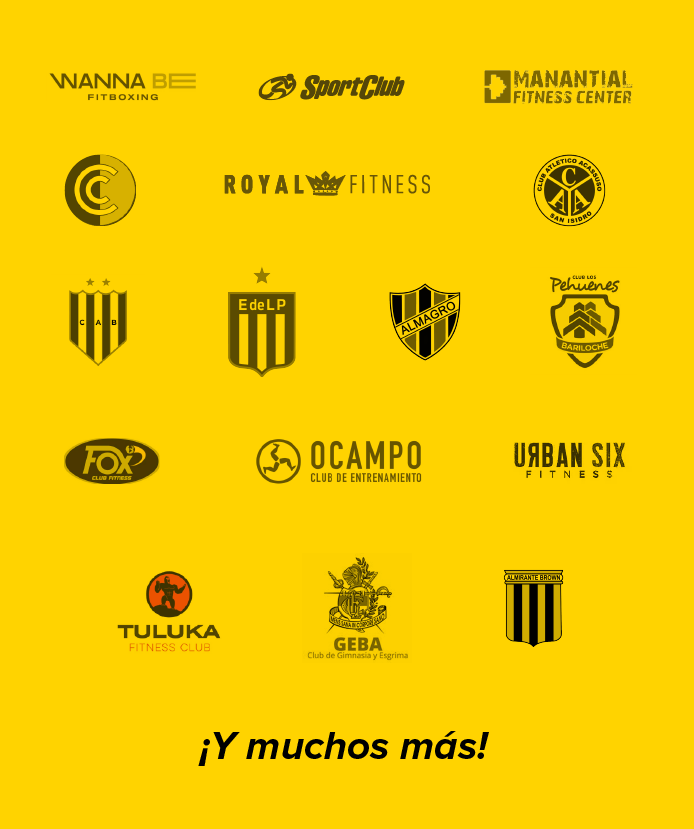 WANNA BE
FITBOXING
SportClub
MANANTIAL
FITNESS CENTER
CCC
ROYAL FITNESS
CLUB ATLETICO ACASSUSO
CAA
SAN ISIDRO
C A B
E de L P
ALMAGRO
CLUB LOS
Pehuenes
BARILOCHE
FOX
CLUB FITNESS
OCAMPO
CLUB DE ENTRENAMIENTO
URBAN SIX
FITNESS
TULUKA
FITNESS CLUB
GEBA
Club de Gimnasia y Esgrima
ALMIRANTE BROWN
¡Y muchos más!